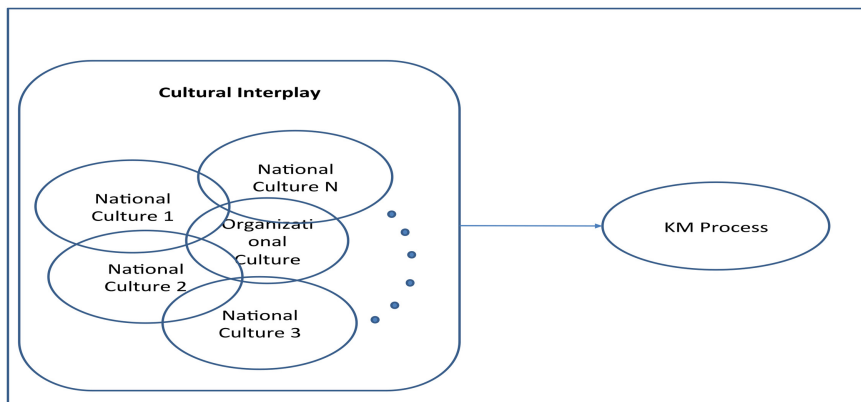 Cultural Interplay
National
Culture N
National
Culture 1
Organizati
onal
Culture
National
Culture 2
National
Culture 3
KM Process